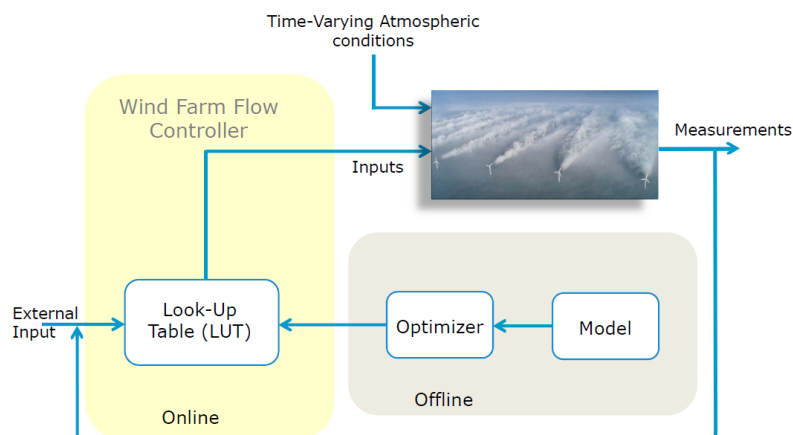 Time-Varying Atmospheric
conditions
Wind Farm Flow
Controller
Measurements
Inputs
External
Input
Look-Up
Table (LUT)
Optimizer
Model
Offline
Online